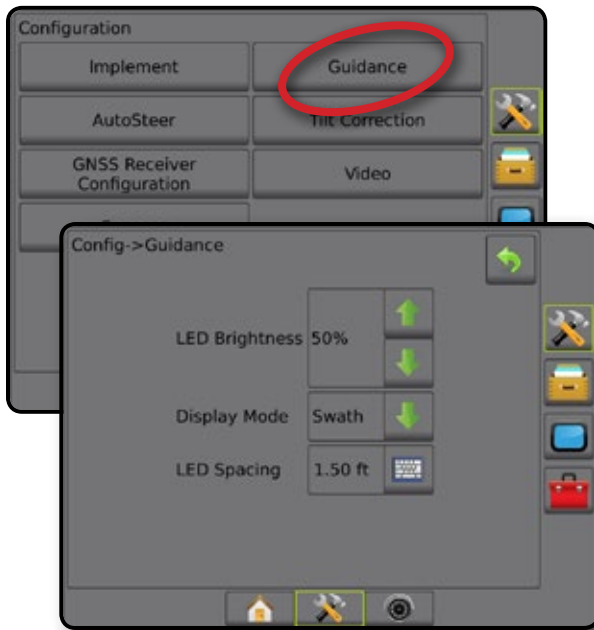 Configuration
Implement
Guidance
AutoSteer
Tilt Correction
GNSS Receiver
Configuration
Video
Config->Guidance
LED Brightness 50%
Display Mode Swath
LED Spacing 1.50 ft